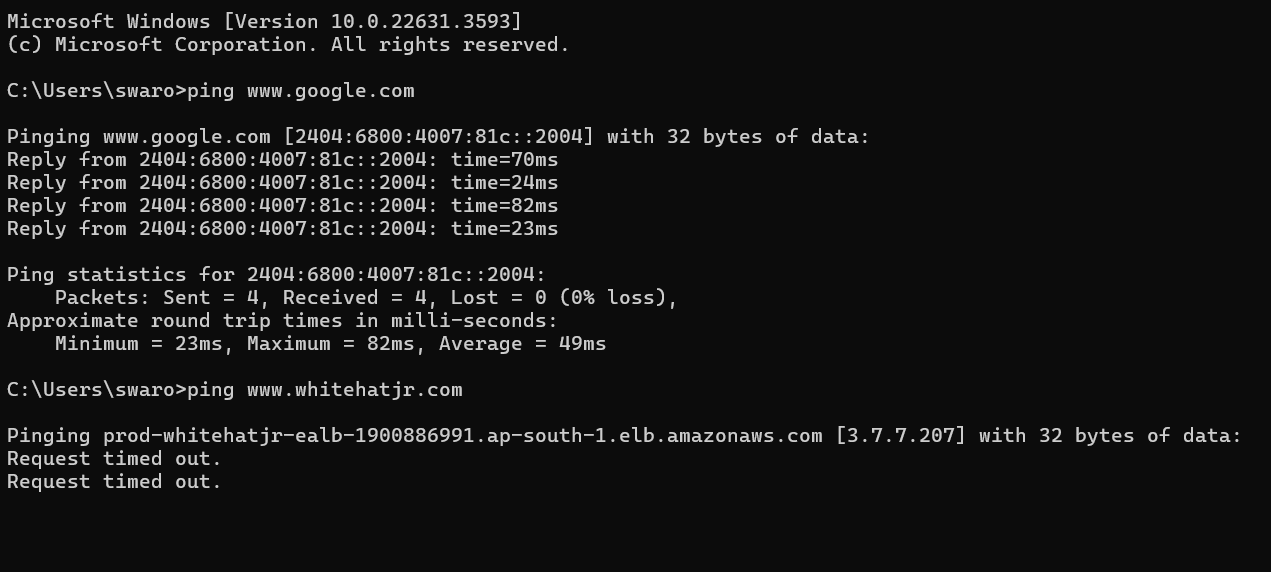 Microsoft Windows [Version 10.0.22631.3593]
(c) Microsoft Corporation. All rights reserved.
C:\Users\swaro>ping www.google.com
Pinging www.google.com [2404:6800:4007:81c::2004] with 32 bytes of data:
Reply from 2404:6800:4007:81c::2004: time=70ms
Reply from 2404:6800:4007:81c::2004: time=24ms
Reply from 2404:6800:4007:81c::2004: time=82ms
Reply from 2404:6800:4007:81c::2004: time=23ms
Ping statistics for 2404:6800:4007:81c::2004:
    Packets: Sent = 4, Received = 4, Lost = 0 (0% loss),
Approximate round trip times in milli-seconds:
    Minimum = 23ms, Maximum = 82ms, Average = 49ms
C:\Users\swaro>ping www.whitehatjr.com
Pinging prod-whitehatjr-ealb-1900886991.ap-south-1.elb.amazonaws.com [3.7.7.207] with 32 bytes of data:
Request timed out.
Request timed out.